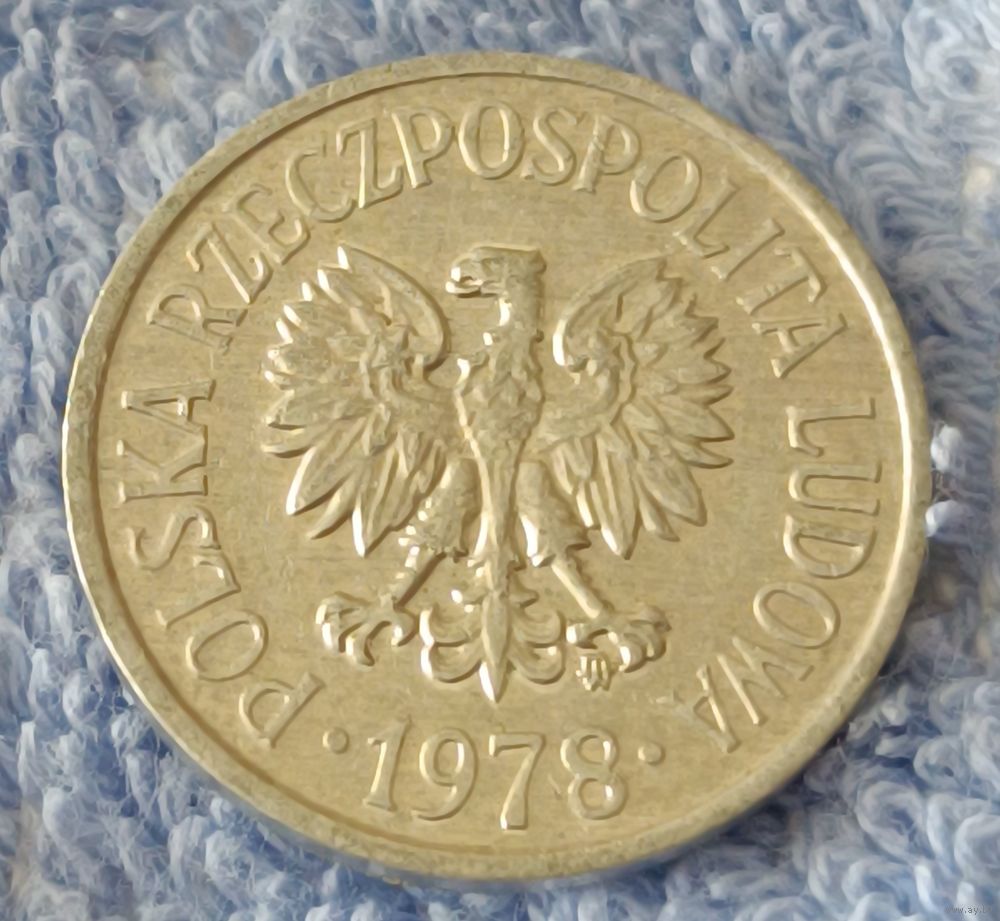 POLSKA RZECZPOSPOLITA LUDOWA
· 1978 ·